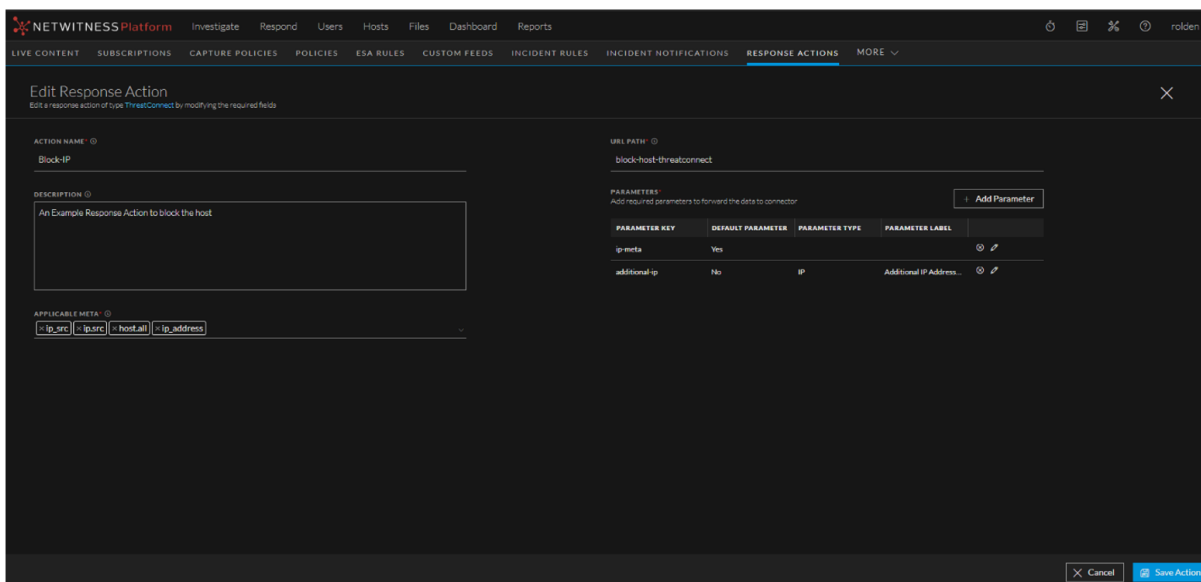 NETWITNESS Platform Investigate Respond Users Hosts Files Dashboard Reports rolden
LIVE CONTENT SUBSCRIPTIONS CAPTURE POLICIES POLICIES ESA RULES CUSTOM FEEDS INCIDENT RULES INCIDENT NOTIFICATIONS RESPONSE ACTIONS MORE
Edit Response Action
Edit a response action of type ThreatConnect by modifying the required fields
ACTION NAME*
Block-IP
DESCRIPTION
An Example Response Action to block the host
APPLICABLE META*
× ip_src × ip.src × host.all × ip_address
URL PATH*
block-host-threatconnect
PARAMETERS*
Add required parameters to forward the data to connector
+ Add Parameter
PARAMETER KEY DEFAULT PARAMETER PARAMETER TYPE PARAMETER LABEL
ip-meta Yes
additional-ip No IP Additional IP Address...
Cancel Save Action